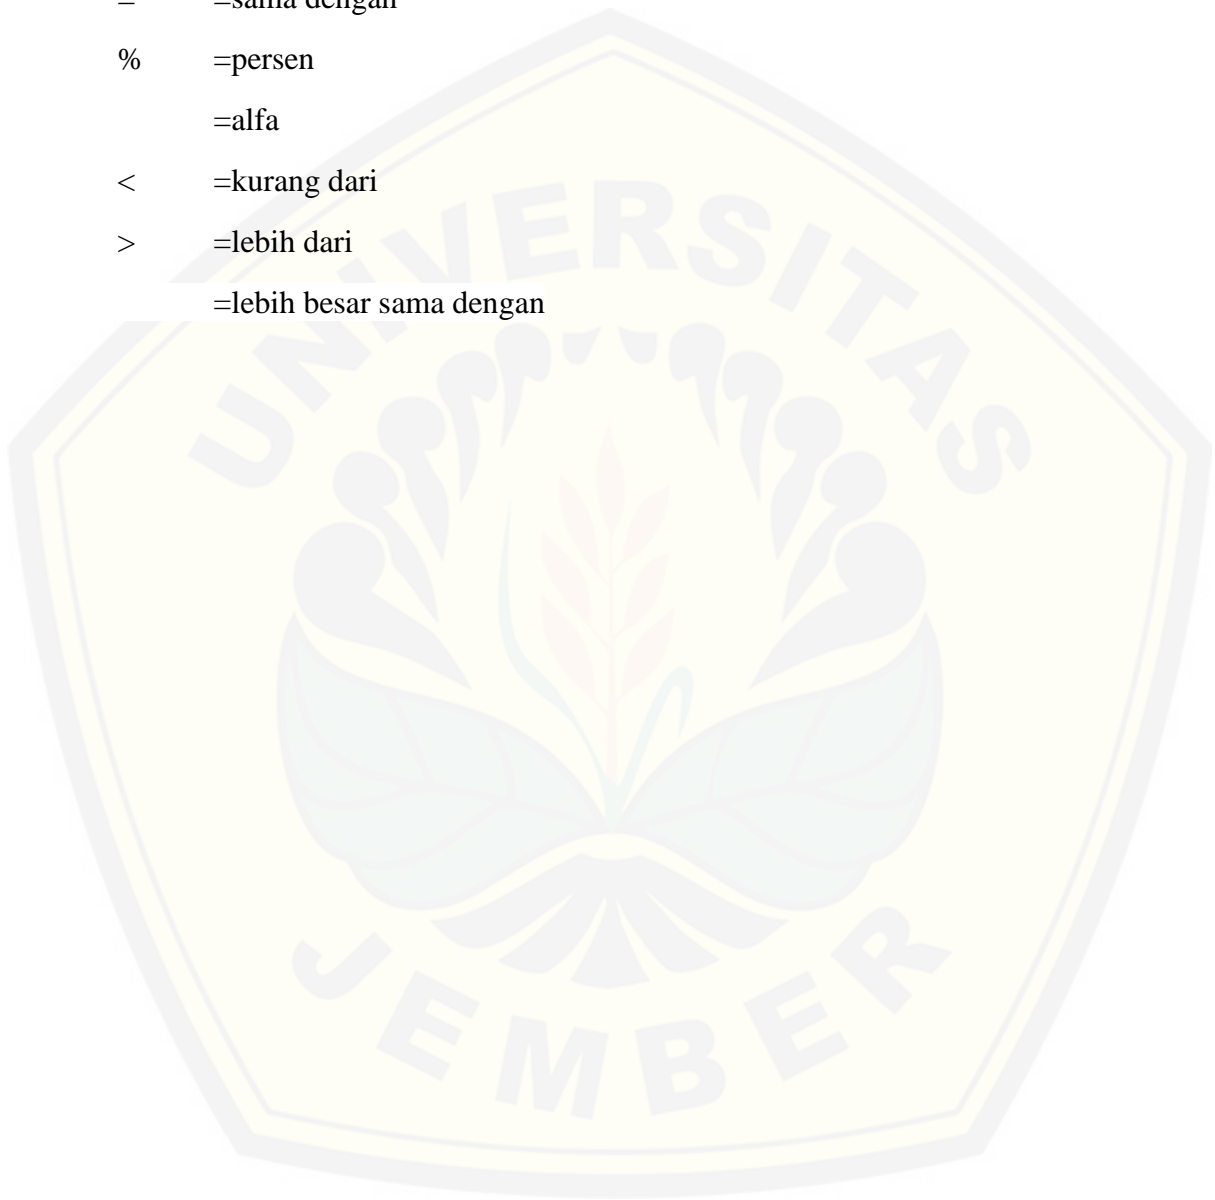 = =sama dengan
% =persen
=alfa
< =kurang dari
> =lebih dari
=lebih besar sama dengan
UNIVERSITAS
JEMBER